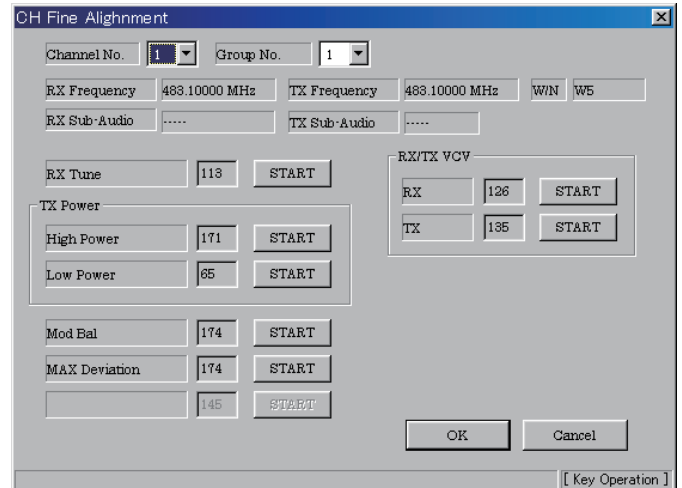 CH Fine Alighnment
Channel No. 1 Group No. 1
RX Frequency 483.10000 MHz TX Frequency 483.10000 MHz W/N W5
RX Sub-Audio ----- TX Sub-Audio -----
RX Tune 113 START
TX Power
High Power 171 START
Low Power 65 START
RX/TX VCV
RX 126 START
TX 135 START
Mod Bal 174 START
MAX Deviation 174 START
145 START
OK Cancel
[ Key Operation ]